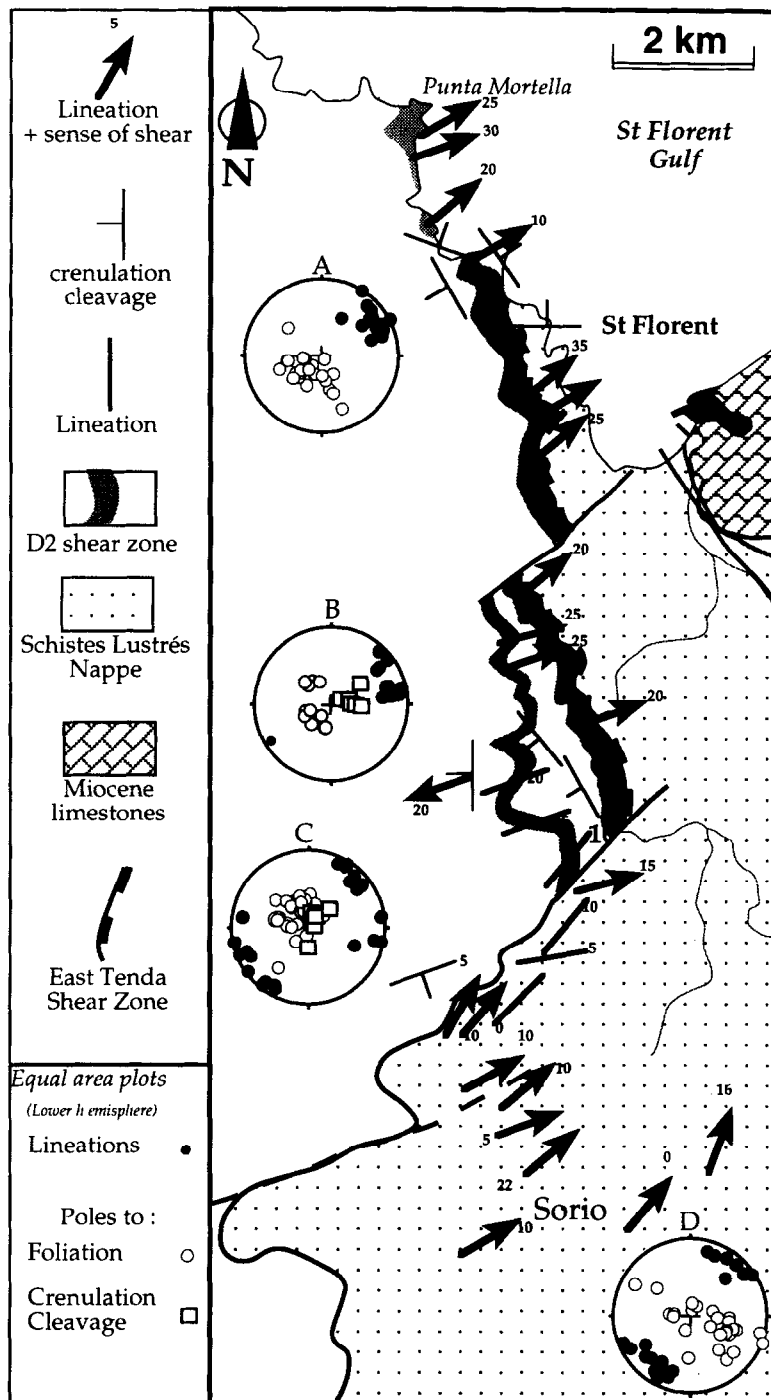 5
Lineation
+ sense of shear
crenulation
cleavage
Lineation
D2 shear zone
Schistes Lustrés
Nappe
Miocene
limestones
East Tenda
Shear Zone
Equal area plots
(Lower h emisphere)
Lineations
Poles to :
Foliation
Crenulation
Cleavage
2 km
N
Punta Mortella
St Florent
Gulf
25
30
20
10
A
St Florent
35
25
20
B
25
25
20
20
20
C
1
15
10
5
5
10
0
10
10
5
22
16
0
10
Sorio
D